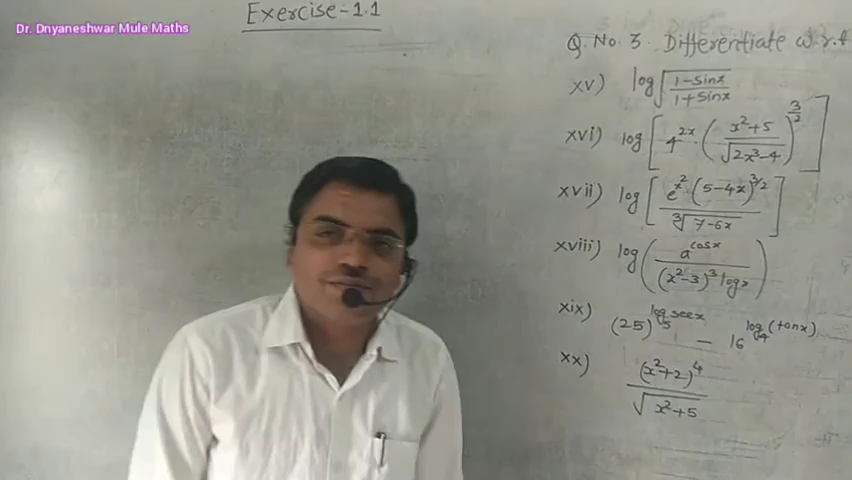 Dr. Dnyaneshwar Mule Maths
Exercise-1.1
Q. No. 3. Differentiate w.r.t
xv) log √((1-sinx)/(1+sinx))
xvi) log [4^(2x) · ((x²+5)/√(2x³-4))^(3/2)]
xvii) log [e^(x²) (5-4x)^(3/2) / ∛(7-6x)]
xviii) log (a^(cosx) / ((x²-3)³ logx))
xix) (25)^(log₅ secx) - 16^(log₄ (tanx))
xx) (x²+2)⁴ / √(x²+5)